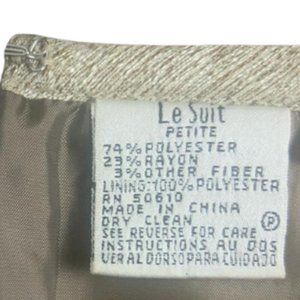 Le Suit
PETITE
74% POLYESTER
23% RAYON
3% OTHER FIBER
LINING: 100% POLYESTER
RN 50610
MADE IN CHINA
DRY CLEAN Ⓟ
SEE REVERSE FOR CARE
INSTRUCTIONS AU DOS
VER AL DORSO PARA CUIDADO